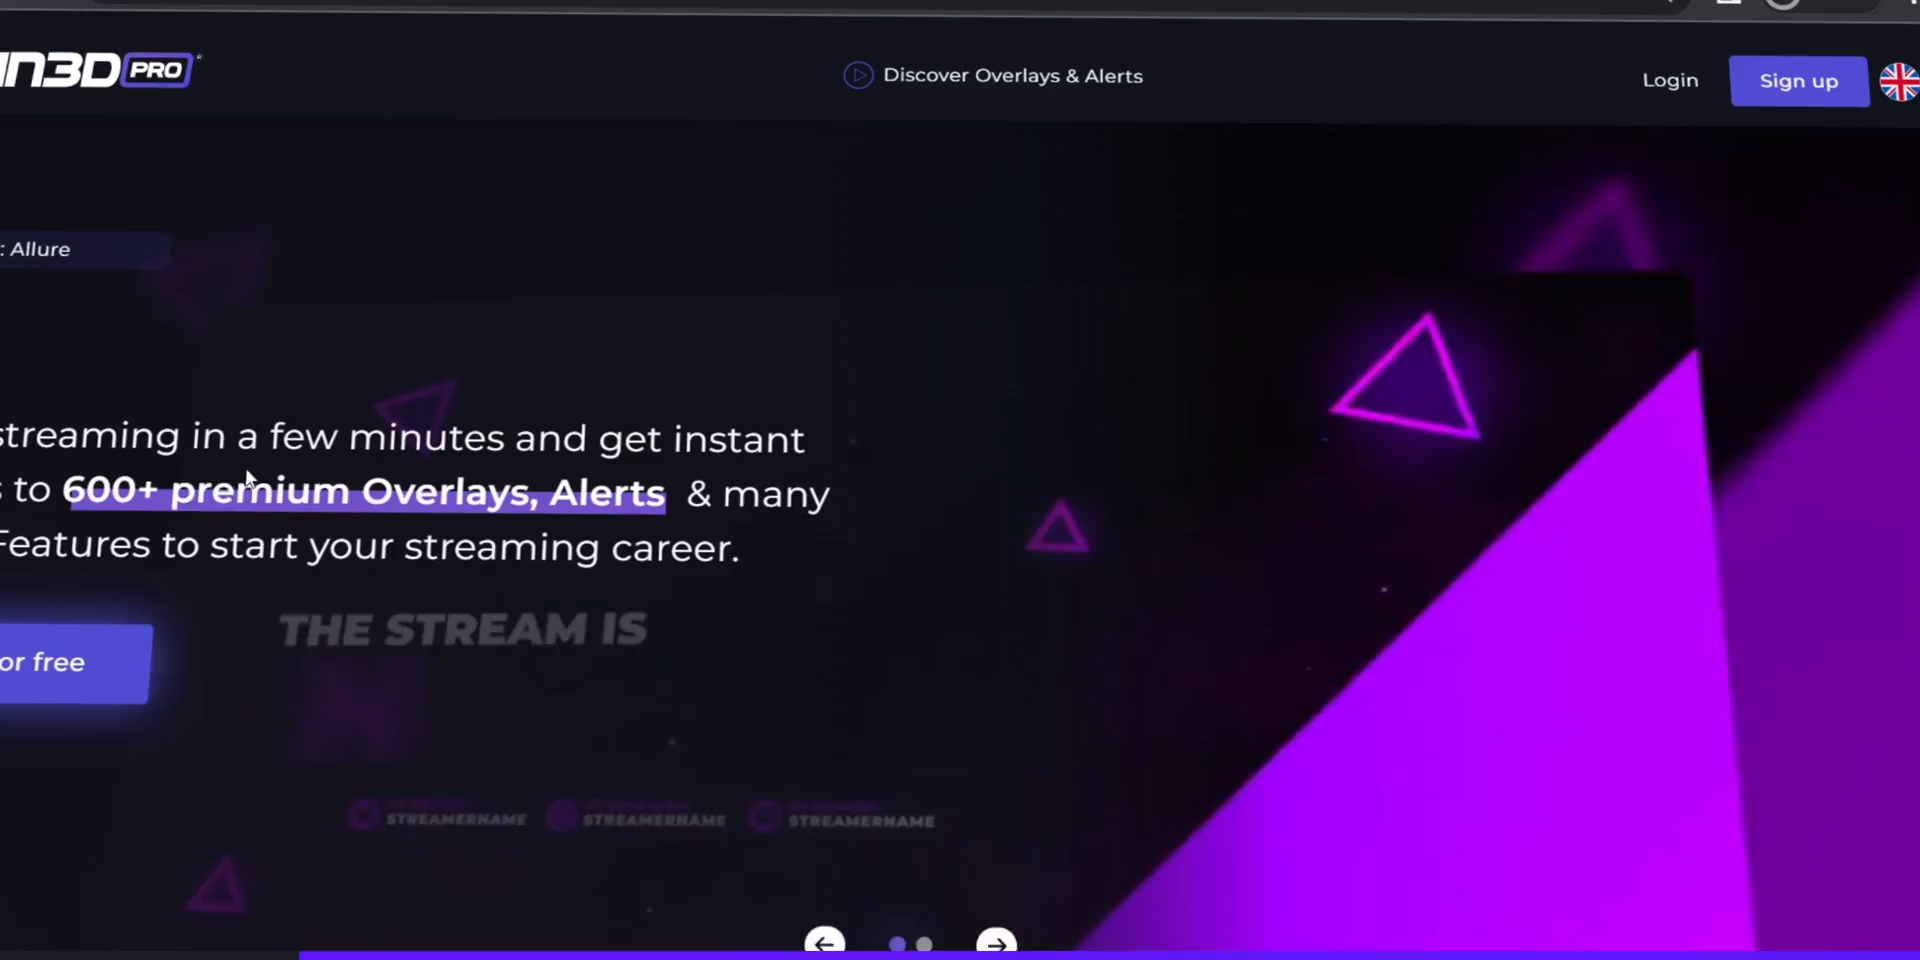 IN3D PRO
Discover Overlays & Alerts
Login
Sign up
: Allure
streaming in a few minutes and get instant
s to 600+ premium Overlays, Alerts & many
Features to start your streaming career.
THE STREAM IS
or free
STREAMERNAME STREAMERNAME STREAMERNAME